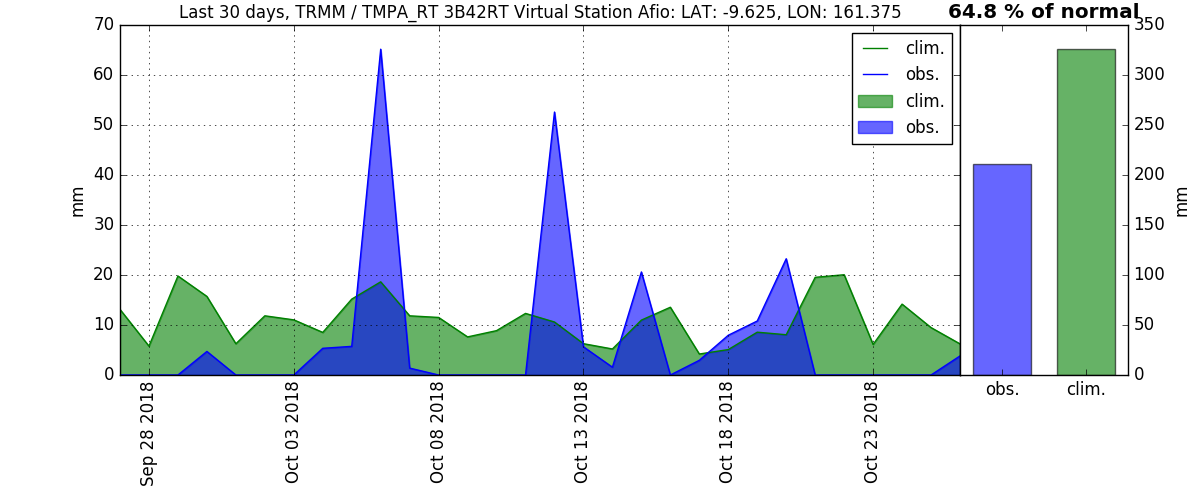 Last 30 days, TRMM / TMPA_RT 3B42RT Virtual Station Afio: LAT: -9.625, LON: 161.375
64.8 % of normal
70
60
50
40
30
20
10
0
mm
clim.
obs.
clim.
obs.
350
300
250
200
150
100
50
0
mm
obs.
clim.
Sep 28 2018
Oct 03 2018
Oct 08 2018
Oct 13 2018
Oct 18 2018
Oct 23 2018